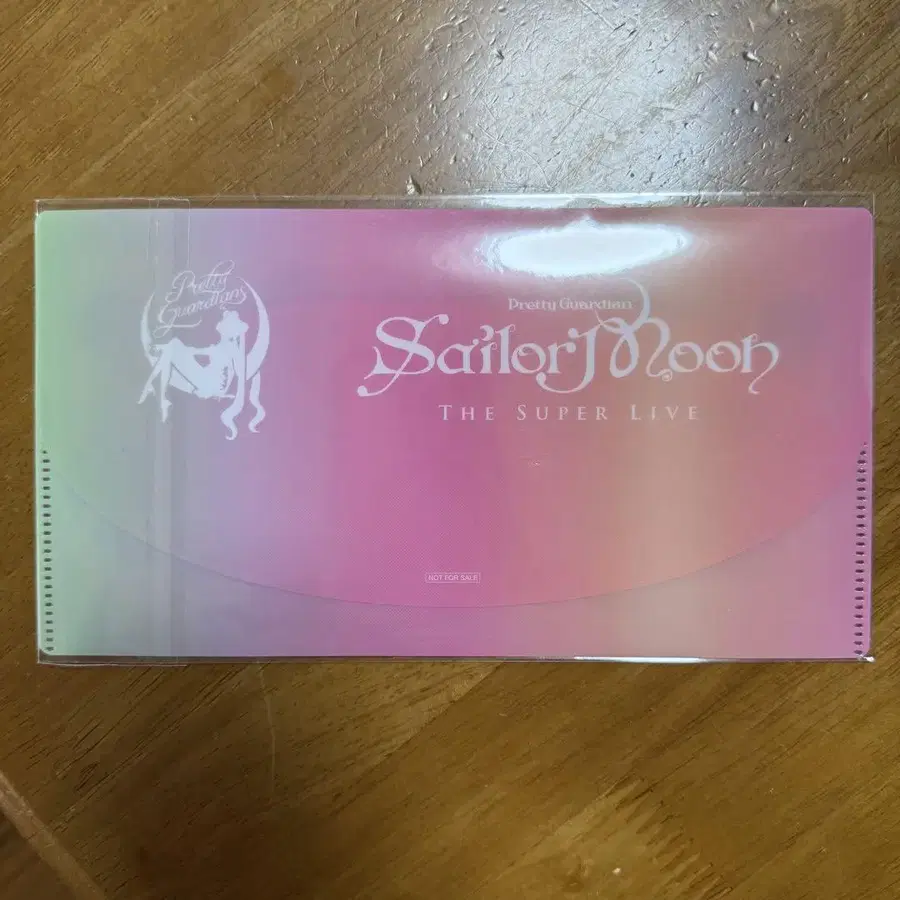 Pretty
Guardians
Pretty Guardian
Sailor Moon
THE SUPER LIVE
NOT FOR SALE